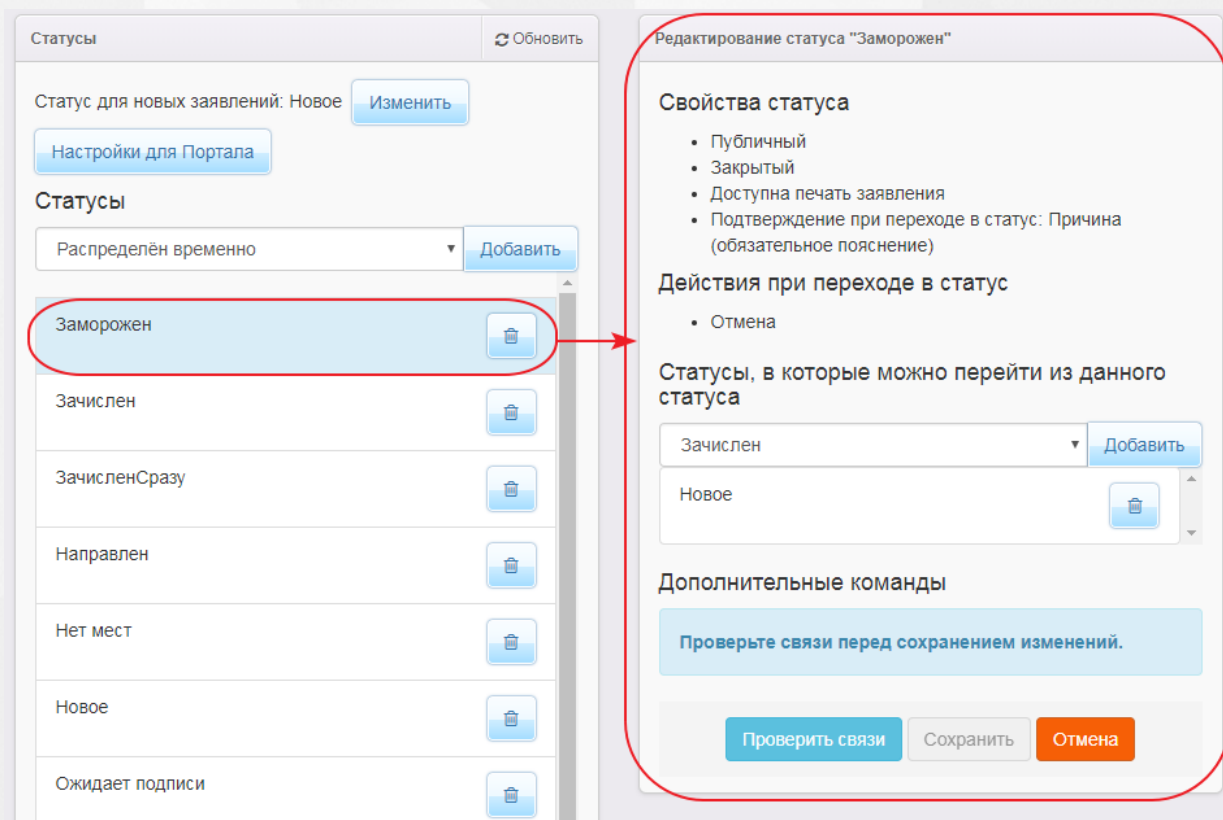 Статусы
Обновить
Статус для новых заявлений: Новое
Изменить
Настройки для Портала
Статусы
Распределён временно
Добавить
Заморожен
Зачислен
ЗачисленСразу
Направлен
Нет мест
Новое
Ожидает подписи
Редактирование статуса "Заморожен"
Свойства статуса
• Публичный
• Закрытый
• Доступна печать заявления
• Подтверждение при переходе в статус: Причина
(обязательное пояснение)
Действия при переходе в статус
• Отмена
Статусы, в которые можно перейти из данного
статуса
Зачислен
Добавить
Новое
Дополнительные команды
Проверьте связи перед сохранением изменений.
Проверить связи
Сохранить
Отмена